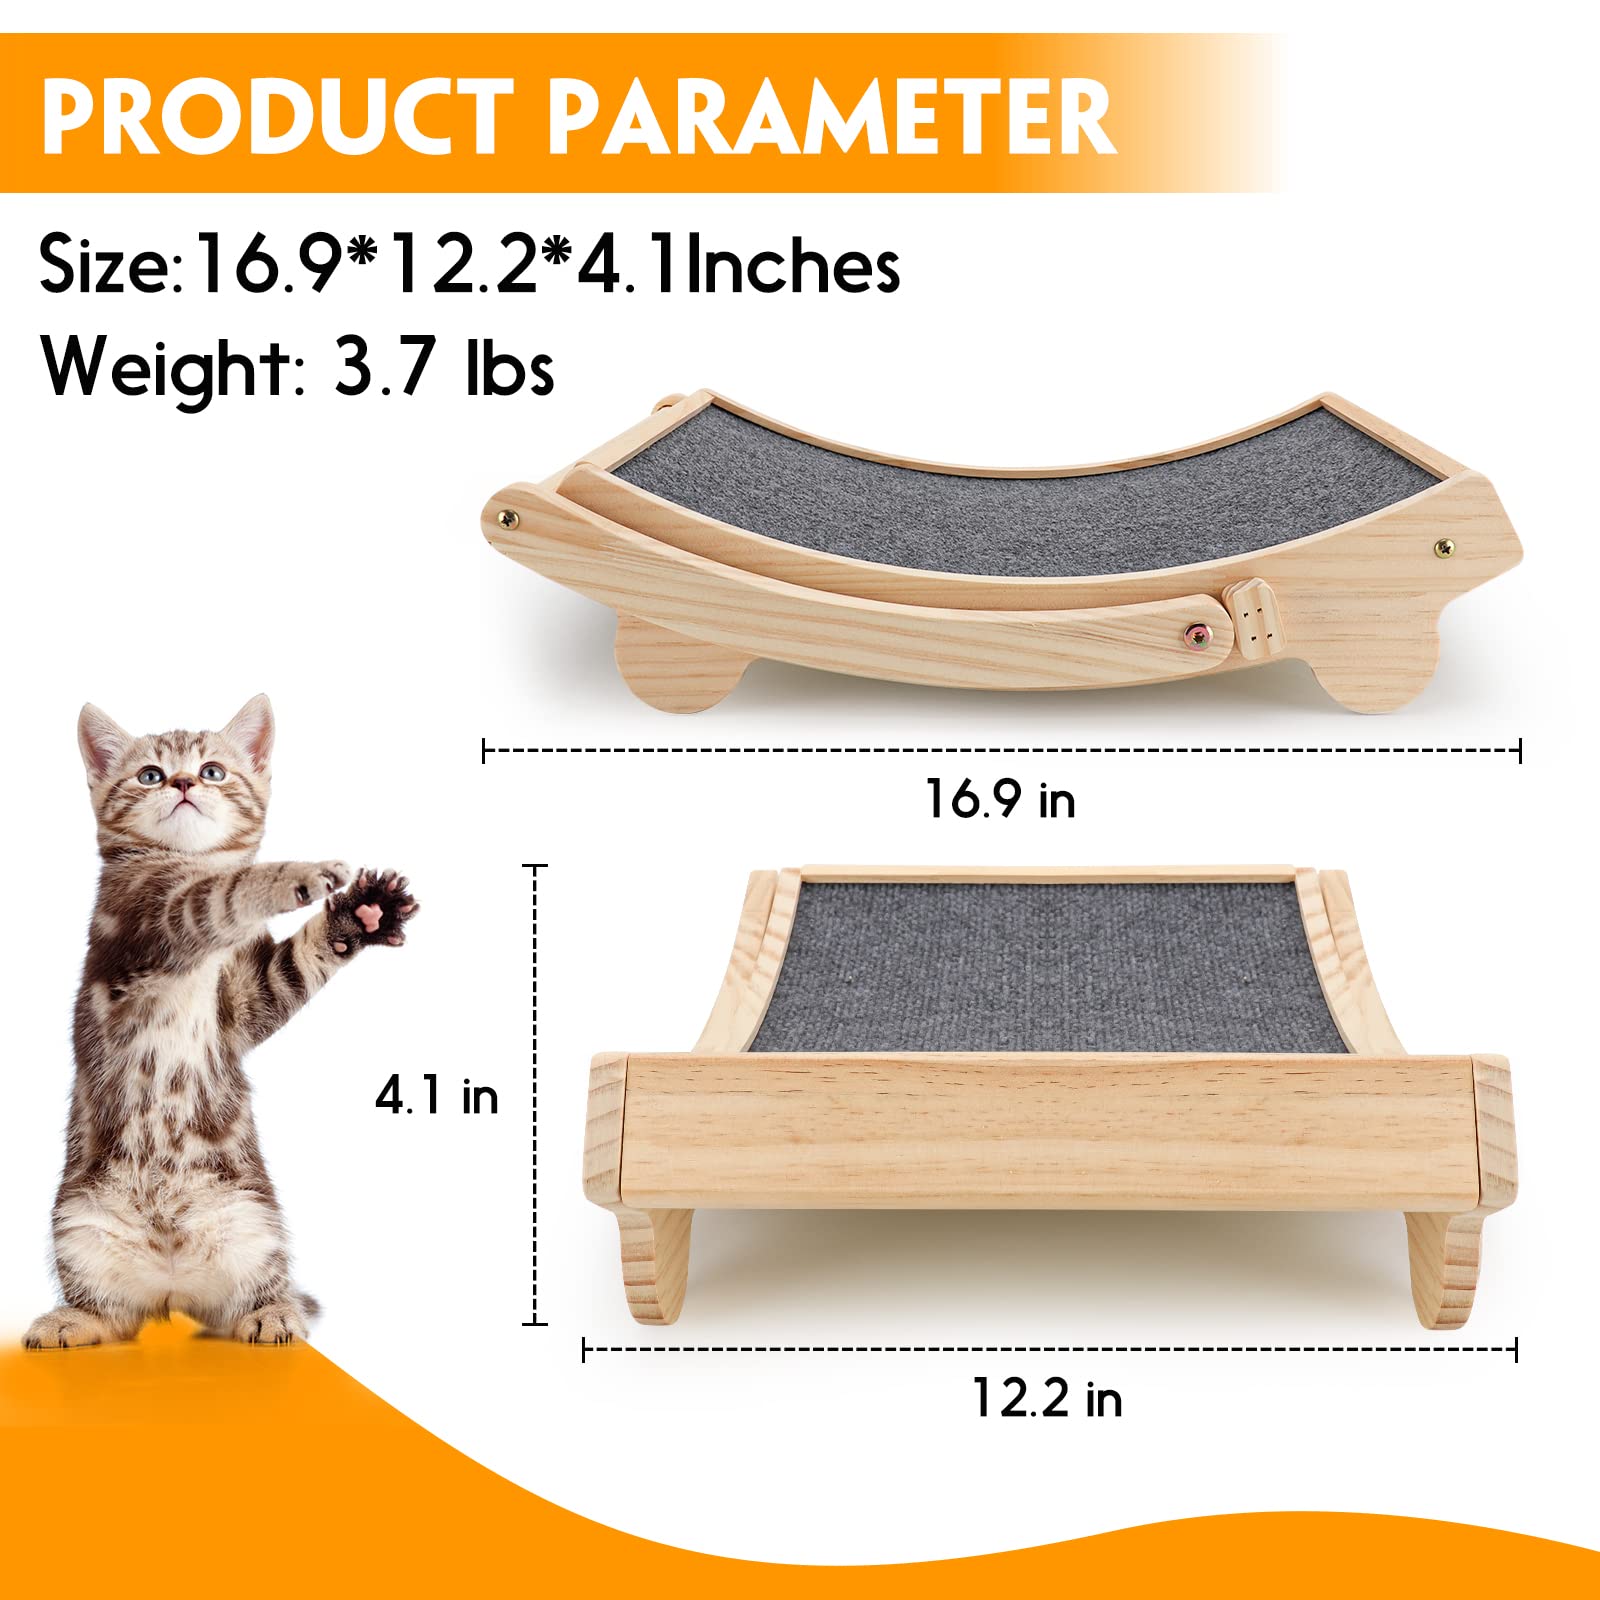 PRODUCT PARAMETER
Size:16.9*12.2*4.1Inches
Weight: 3.7 lbs
16.9 in
4.1 in
12.2 in